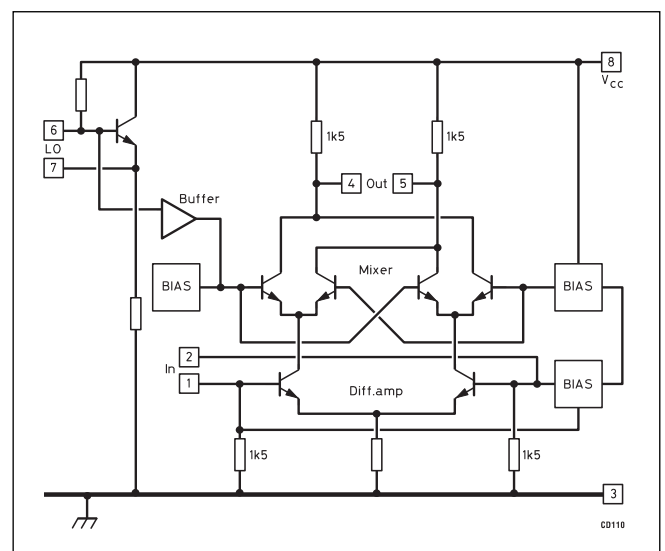 8
VCC
6
LO
7
1k5
1k5
4 Out 5
Buffer
BIAS
Mixer
BIAS
2
In
1
Diff.amp
BIAS
1k5
1k5
3
CD110